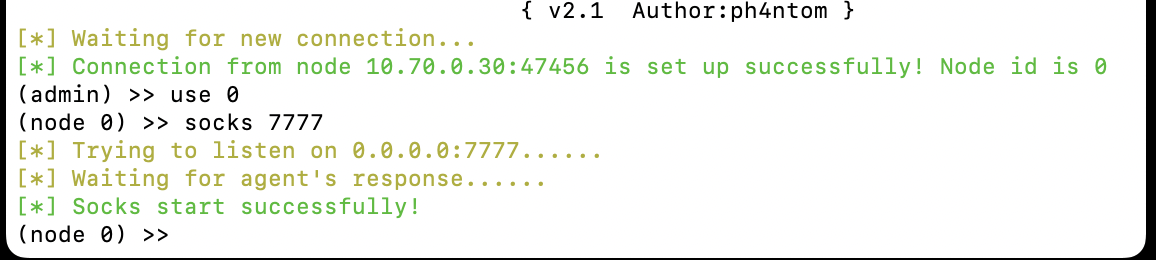 { v2.1  Author:ph4ntom }
[*] Waiting for new connection...
[*] Connection from node 10.70.0.30:47456 is set up successfully! Node id is 0
(admin) >> use 0
(node 0) >> socks 7777
[*] Trying to listen on 0.0.0.0:7777......
[*] Waiting for agent's response......
[*] Socks start successfully!
(node 0) >>